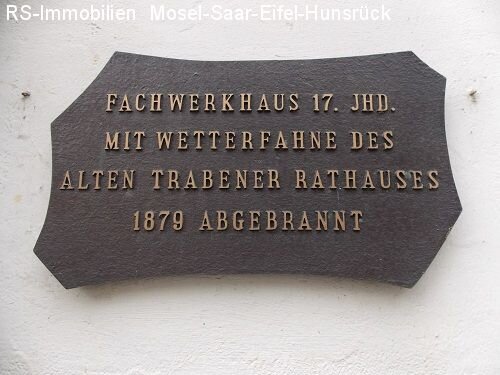 RS-Immobilien Mosel-Saar-Eifel-Hunsrück
FACHWERKHAUS 17. JHD.
MIT WETTERFAHNE DES
ALTEN TRABENER RATHAUSES
1879 ABGEBRANNT